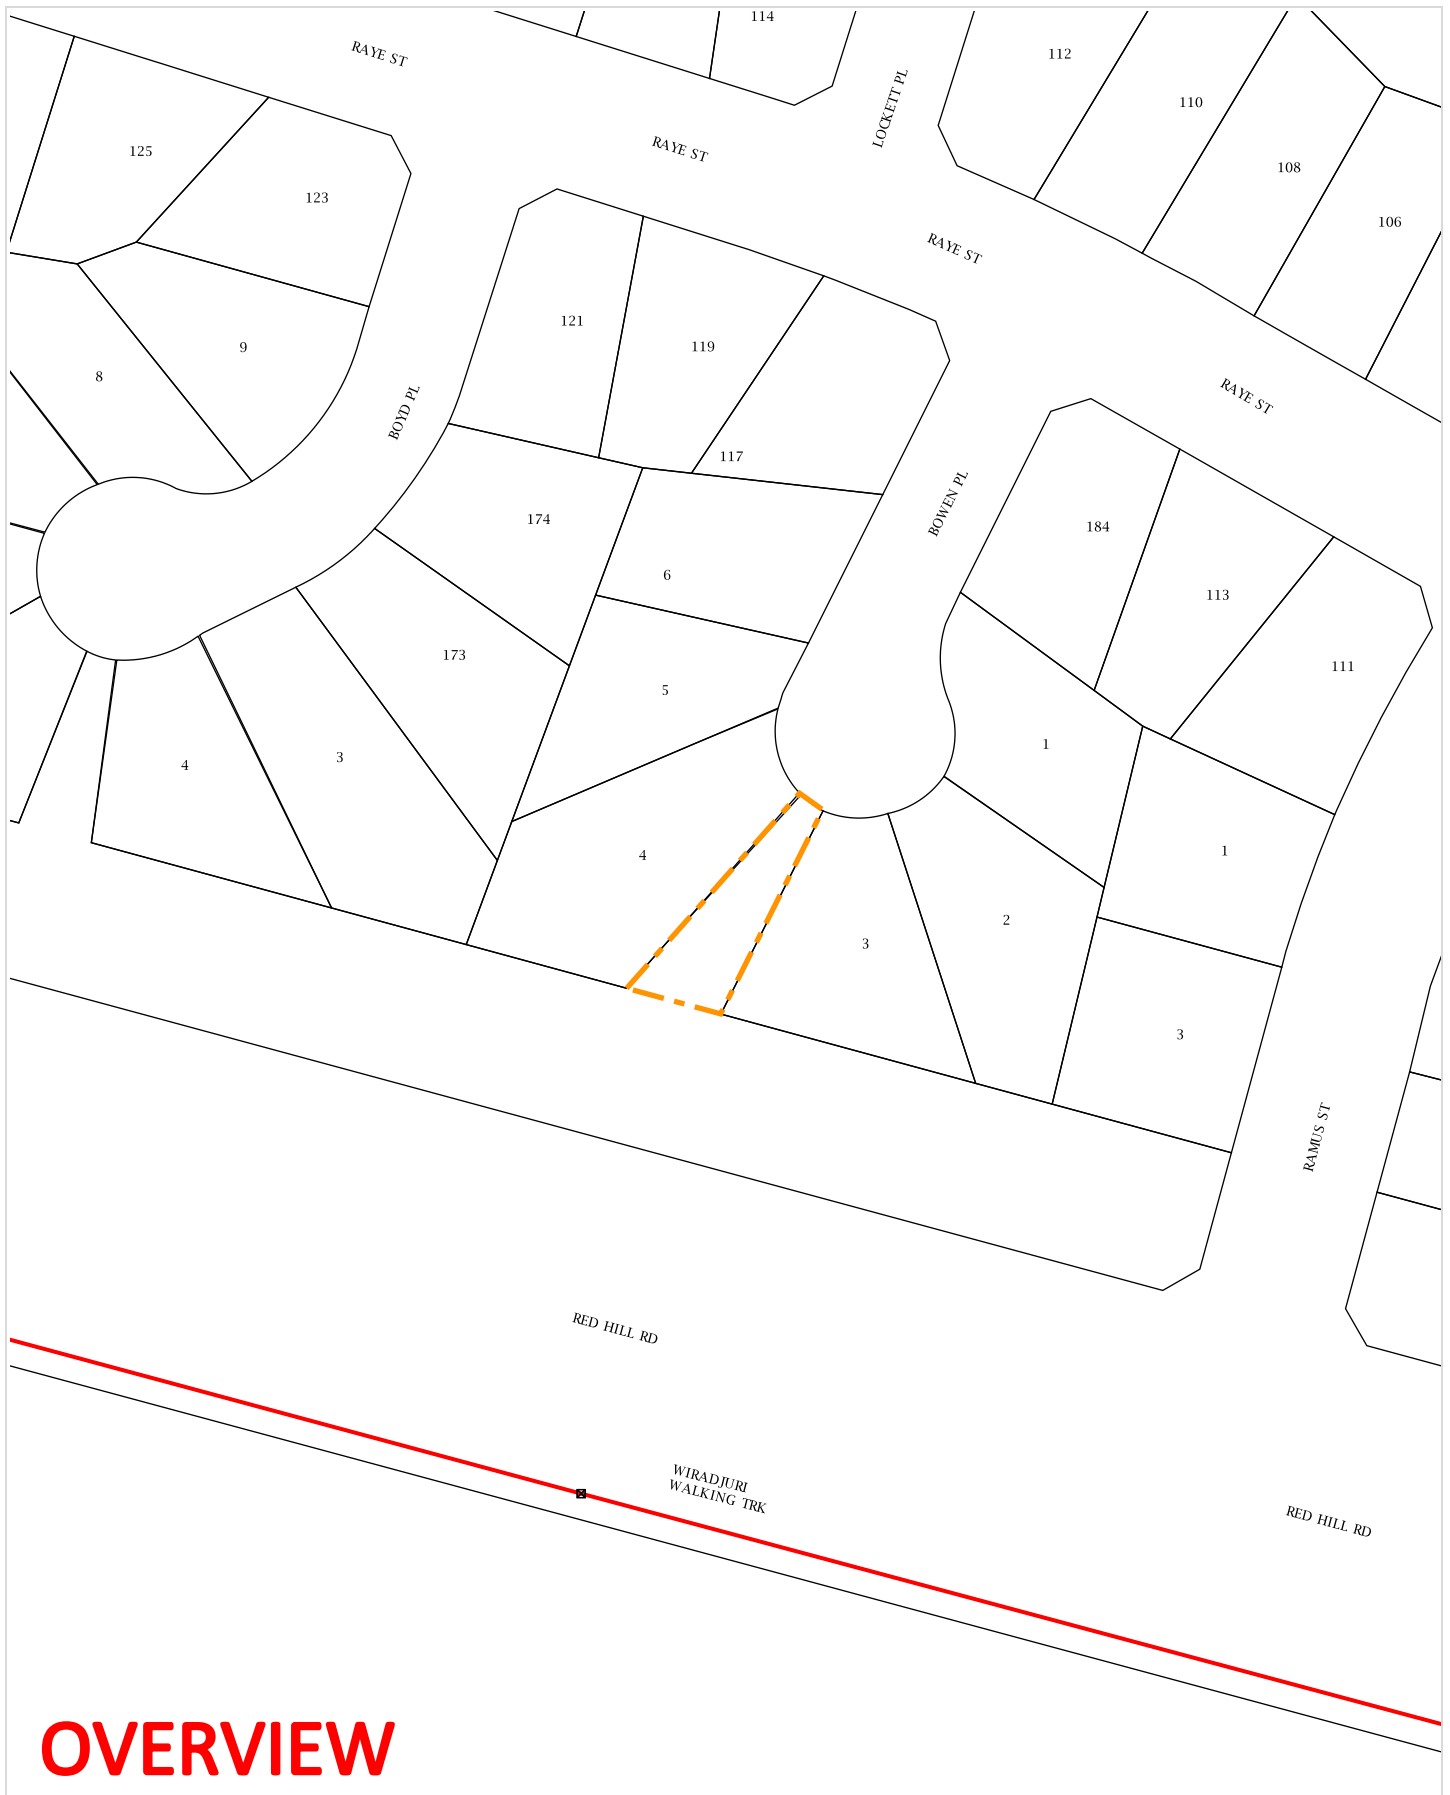 114
RAYE ST
112
LOCKETT PL
110
125
RAYE ST
108
123
106
RAYE ST
121
119
9
8
BOYD PL
RAYE ST
117
BOWEN PL
174
184
6
113
173
111
5
1
3
4
1
4
2
3
3
RAMUS ST
RED HILL RD
WIRADJURI
WALKING TRK
RED HILL RD
OVERVIEW